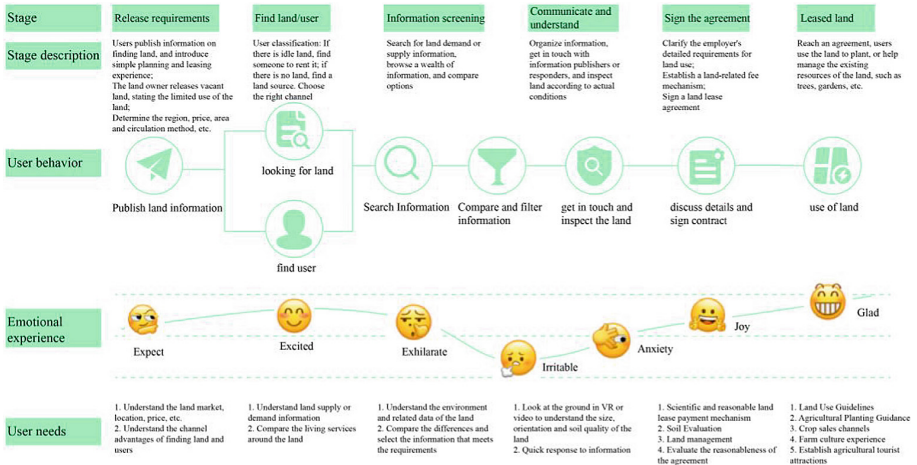 Stage
Release requirements
Find land/user
Information screening
Communicate and
understand
Sign the agreement
Leased land
Stage description
Users publish information on
finding land, and introduce
simple planning and leasing
experience;
The land owner releases vacant
land, stating the limited use of the
land;
Determine the region, price, area
and circulation method, etc.
User classification: If
there is idle land, find
someone to rent it; if
there is no land, find a
land source. Choose
the right channel
Search for land demand or
supply information,
browse a wealth of
information, and compare
options
Organize information,
get in touch with
information publishers or
responders, and inspect
land according to actual
conditions
Clarify the employer's
detailed requirements for
land use;
Establish a land-related fee
mechanism;
Sign a land lease
agreement
Reach an agreement, users
use the land to plant, or help
manage the existing
resources of the land, such as
trees, gardens, etc.
User behavior
Publish land information
looking for land
find user
Search Information
Compare and filter
information
get in touch and
inspect the land
discuss details and
sign contract
use of land
Emotional
experience
Expect
Excited
Exhilarate
Irritable
Anxiety
Joy
Glad
User needs
1. Understand the land market,
location, price, etc.
2. Understand the channel
advantages of finding land and
users
1. Understand land supply or
demand information
2. Compare the living services
around the land
1. Understand the environment
and related data of the land
2. Compare the differences and
select the information that meets
the requirements
1. Look at the ground in VR or
video to understand the size,
orientation and soil quality of the
land
2. Quick response to information
1. Scientific and reasonable land
lease payment mechanism
2. Soil Evaluation
3. Land management
4. Evaluate the reasonableness of
the agreement
1. Land Use Guidelines
2. Agricultural Planting Guidance
3. Crop sales channels
4. Farm culture experience
5. Establish agricultural tourist
attractions